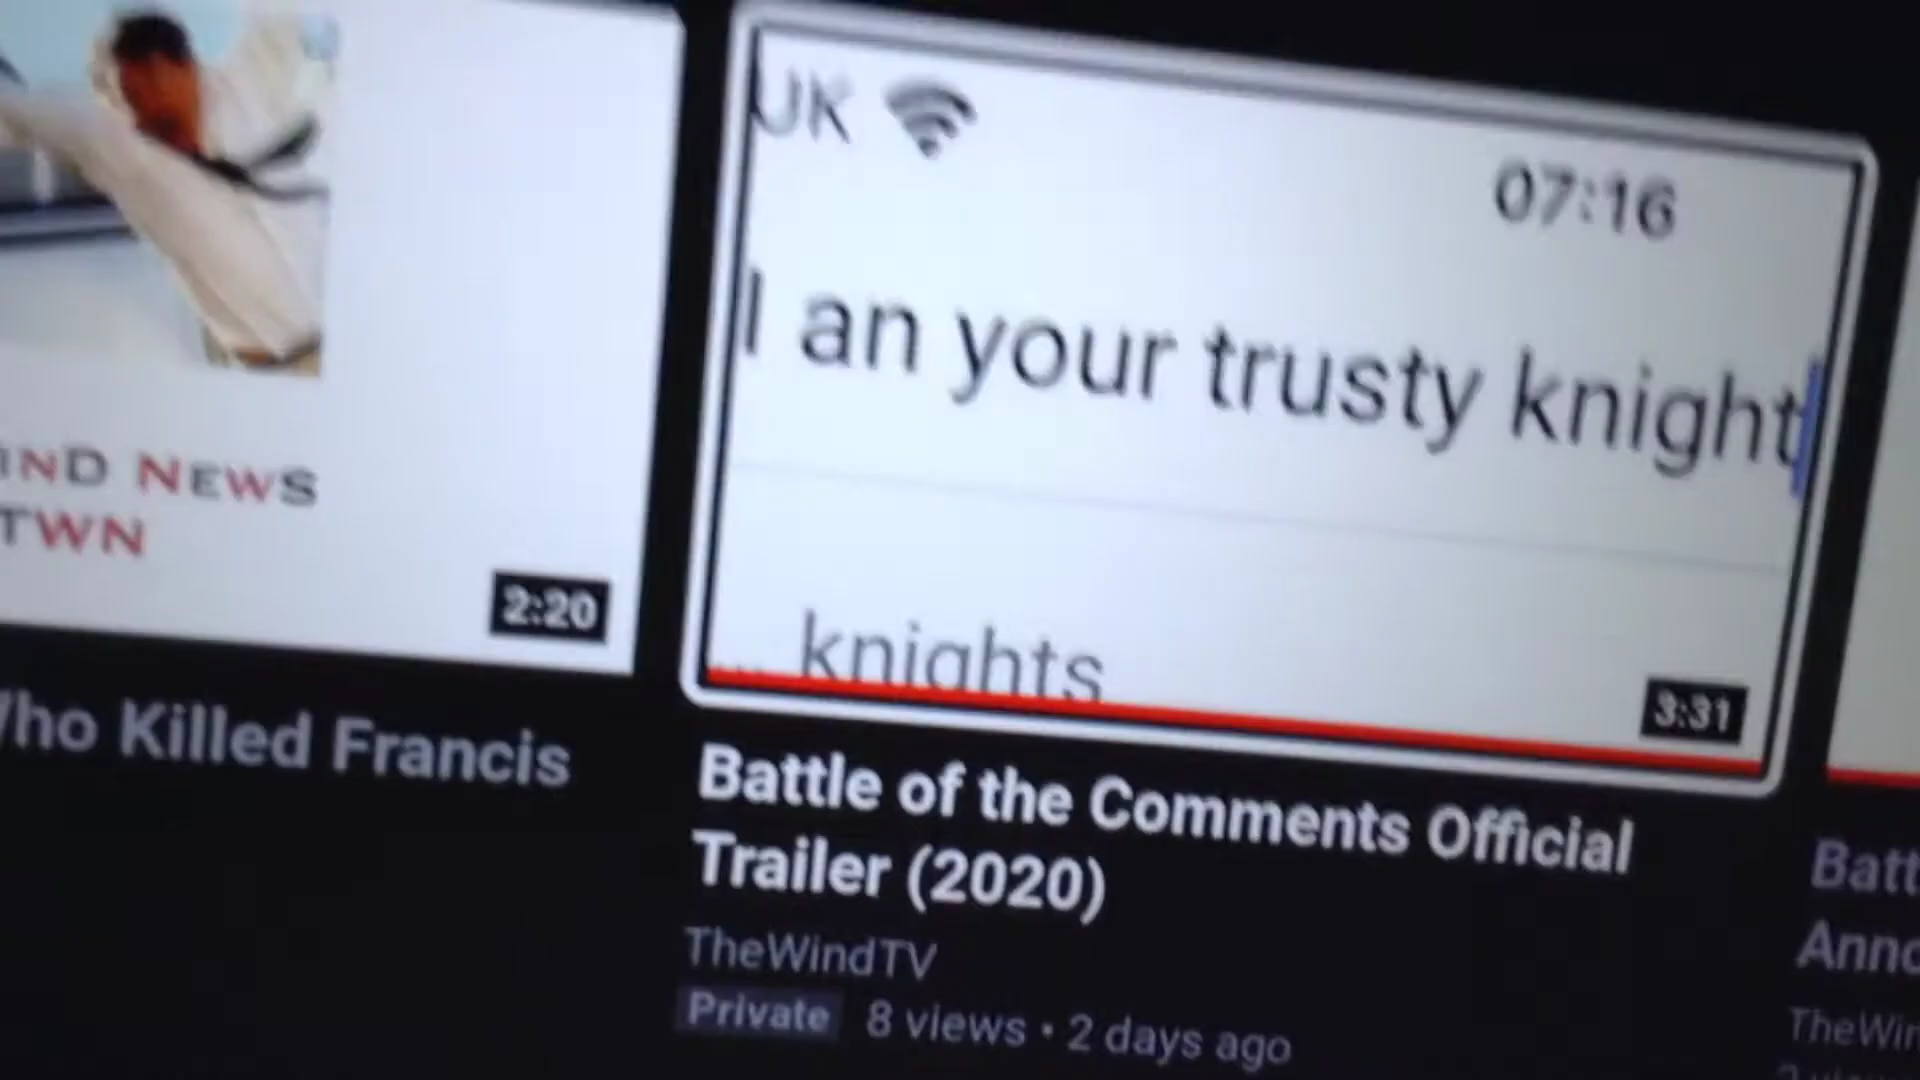 IND NEWS
TWN
2:20
Who Killed Francis
UK
07:16
I an your trusty knight
knights
3:31
Battle of the Comments Official
Trailer (2020)
TheWindTV
Private 8 views • 2 days ago
Batt
Anno
TheWin